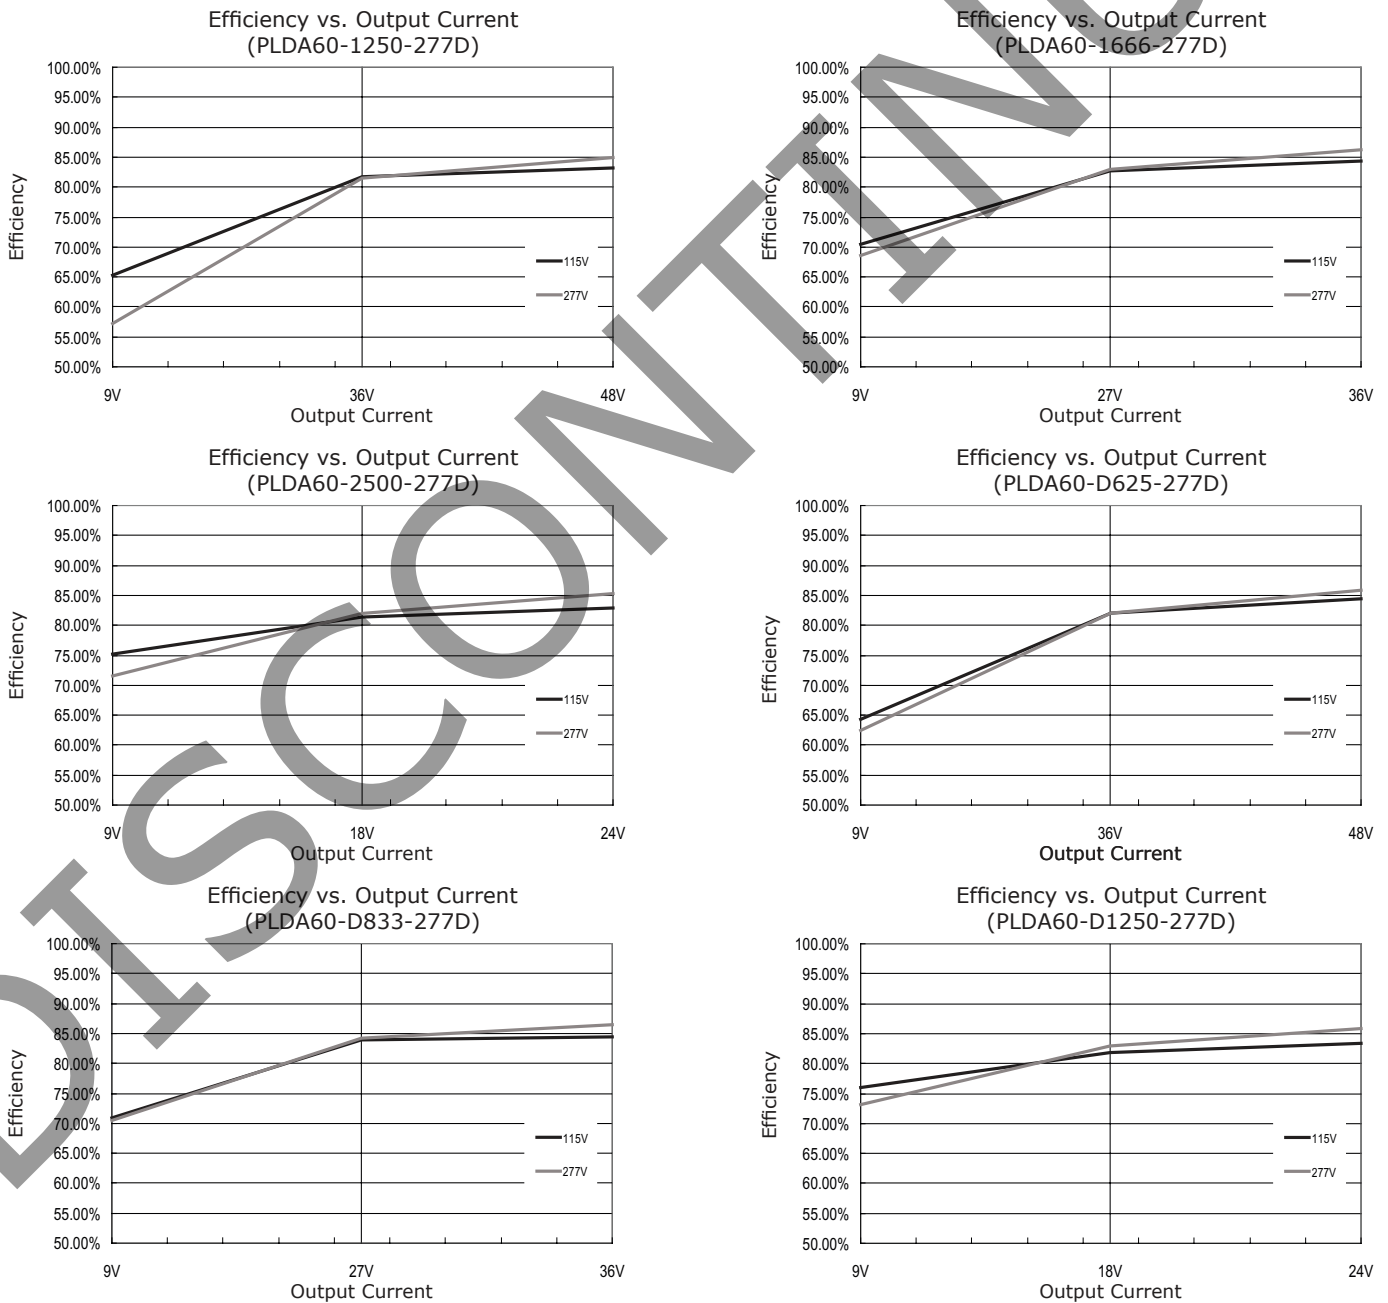 Efficiency vs. Output Current
(PLDA60-1250-277D)
100.00%
95.00%
90.00%
85.00%
80.00%
75.00%
70.00%
65.00%
60.00%
55.00%
50.00%
Efficiency
115V
277V
9V 36V 48V
Output Current
Efficiency vs. Output Current
(PLDA60-1666-277D)
100.00%
95.00%
90.00%
85.00%
80.00%
75.00%
70.00%
65.00%
60.00%
55.00%
50.00%
Efficiency
115V
277V
9V 27V 36V
Output Current
Efficiency vs. Output Current
(PLDA60-2500-277D)
100.00%
95.00%
90.00%
85.00%
80.00%
75.00%
70.00%
65.00%
60.00%
55.00%
50.00%
Efficiency
115V
277V
9V 18V 24V
Output Current
Efficiency vs. Output Current
(PLDA60-D625-277D)
100.00%
95.00%
90.00%
85.00%
80.00%
75.00%
70.00%
65.00%
60.00%
55.00%
50.00%
Efficiency
115V
277V
9V 36V 48V
Output Current
Efficiency vs. Output Current
(PLDA60-D833-277D)
100.00%
95.00%
90.00%
85.00%
80.00%
75.00%
70.00%
65.00%
60.00%
55.00%
50.00%
Efficiency
115V
277V
9V 27V 36V
Output Current
Efficiency vs. Output Current
(PLDA60-D1250-277D)
100.00%
95.00%
90.00%
85.00%
80.00%
75.00%
70.00%
65.00%
60.00%
55.00%
50.00%
Efficiency
115V
277V
9V 18V 24V
Output Current